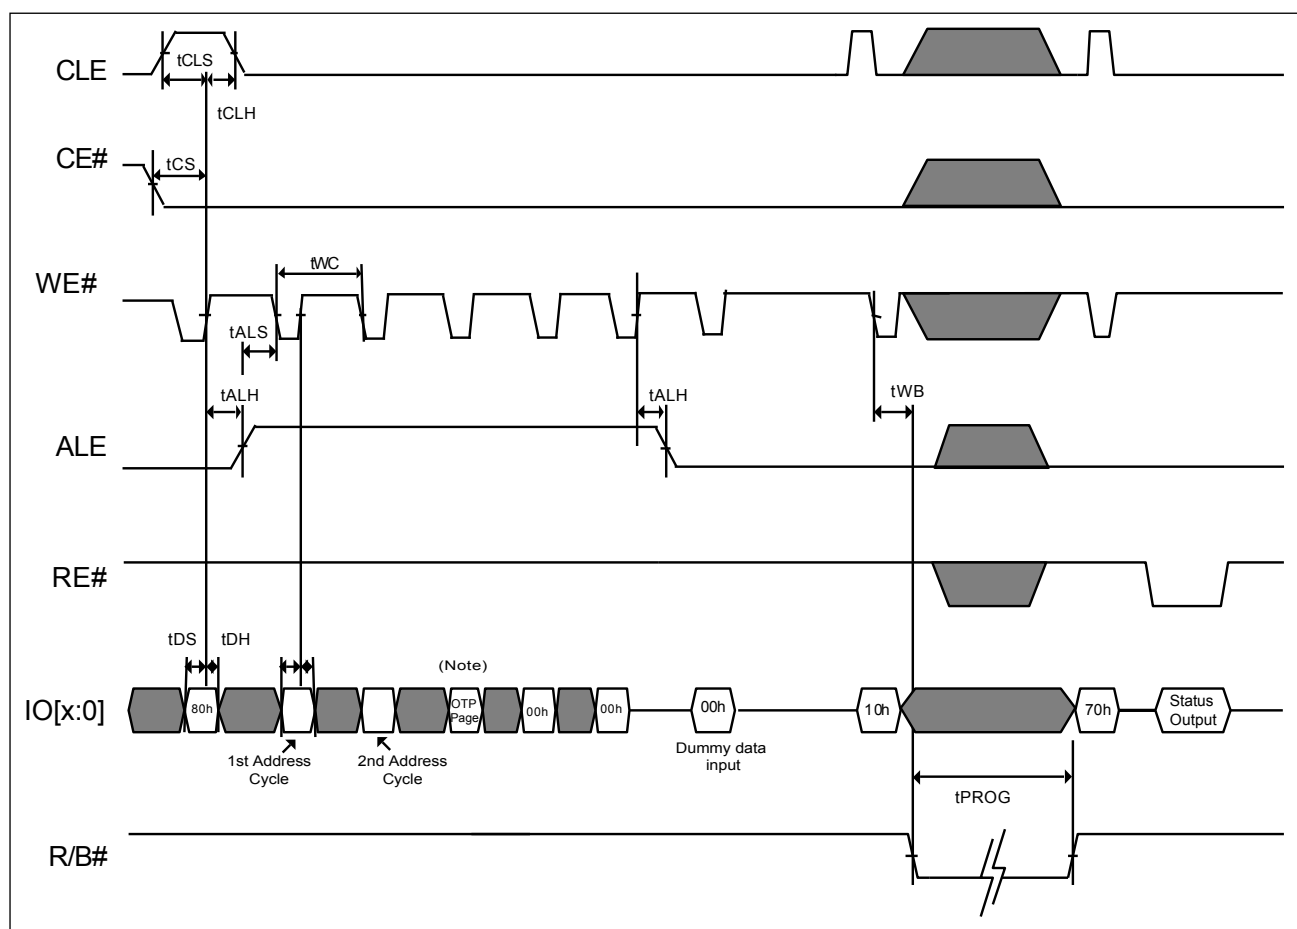 CLE
tCLS
tCLH
CE#
tCS
WE#
tWC
tALS
tALH
tALH
tWB
ALE
RE#
tDS
tDH
(Note)
IO[x:0]
80h
OTP
Page
00h
00h
00h
10h
70h
Status
Output
1st Address
Cycle
2nd Address
Cycle
Dummy data
input
tPROG
R/B#